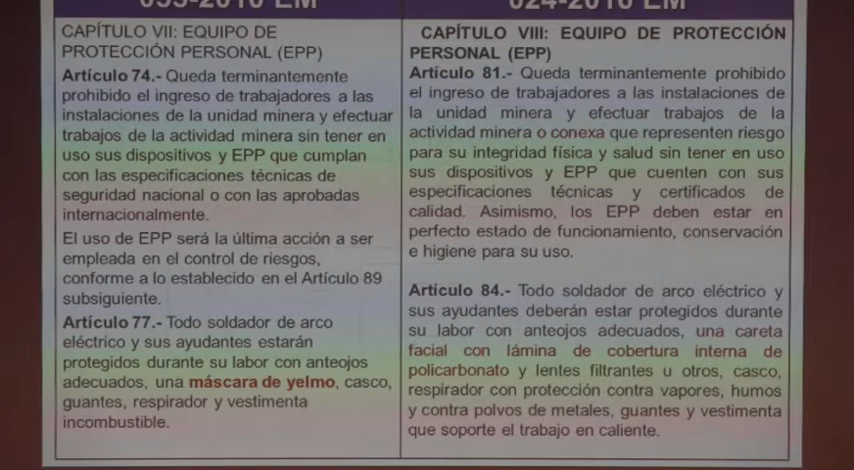 055-2010 EM
CAPÍTULO VII: EQUIPO DE
PROTECCIÓN PERSONAL (EPP)
Artículo 74.- Queda terminantemente
prohibido el ingreso de trabajadores a las
instalaciones de la unidad minera y efectuar
trabajos de la actividad minera sin tener en
uso sus dispositivos y EPP que cumplan
con las especificaciones técnicas de
seguridad nacional o con las aprobadas
internacionalmente.
El uso de EPP será la última acción a ser
empleada en el control de riesgos,
conforme a lo establecido en el Artículo 89
subsiguiente.
Artículo 77.- Todo soldador de arco
eléctrico y sus ayudantes estarán
protegidos durante su labor con anteojos
adecuados, una máscara de yelmo, casco,
guantes, respirador y vestimenta
incombustible.
024-2016 EM
CAPÍTULO VIII: EQUIPO DE PROTECCIÓN
PERSONAL (EPP)
Artículo 81.- Queda terminantemente prohibido
el ingreso de trabajadores a las instalaciones de
la unidad minera y efectuar trabajos de la
actividad minera o conexa que representen riesgo
para su integridad física y salud sin tener en uso
sus dispositivos y EPP que cuenten con sus
especificaciones técnicas y certificados de
calidad. Asimismo, los EPP deben estar en
perfecto estado de funcionamiento, conservación
e higiene para su uso.
Artículo 84.- Todo soldador de arco eléctrico y
sus ayudantes deberán estar protegidos durante
su labor con anteojos adecuados, una careta
facial con lámina de cobertura interna de
policarbonato y lentes filtrantes u otros, casco,
respirador con protección contra vapores, humos
y contra polvos de metales, guantes y vestimenta
que soporte el trabajo en caliente.